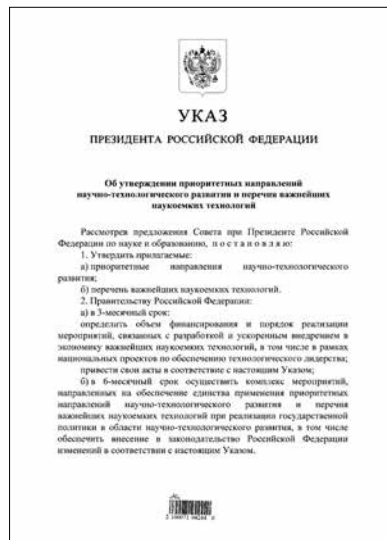 УКАЗ
ПРЕЗИДЕНТА РОССИЙСКОЙ ФЕДЕРАЦИИ
Об утверждении приоритетных направлений
научно-технологического развития и перечня важнейших
наукоемких технологий
Рассмотрев предложения Совета при Президенте Российской
Федерации по науке и образованию, п о с т а н о в л я ю:
1. Утвердить прилагаемые:
а) приоритетные направления научно-технологического
развития;
б) перечень важнейших наукоемких технологий.
2. Правительству Российской Федерации:
а) в 3-месячный срок:
определить объем финансирования и порядок реализации
мероприятий, связанных с разработкой и ускоренным внедрением в
экономику важнейших наукоемких технологий, в том числе в рамках
национальных проектов по обеспечению технологического лидерства;
привести свои акты в соответствие с настоящим Указом;
б) в 6-месячный срок осуществить комплекс мероприятий,
направленных на обеспечение единства применения приоритетных
направлений научно-технологического развития и перечня
важнейших наукоемких технологий при реализации государственной
политики в области научно-технологического развития, в том числе
обеспечить внесение в законодательство Российской Федерации
изменений в соответствии с настоящим Указом.